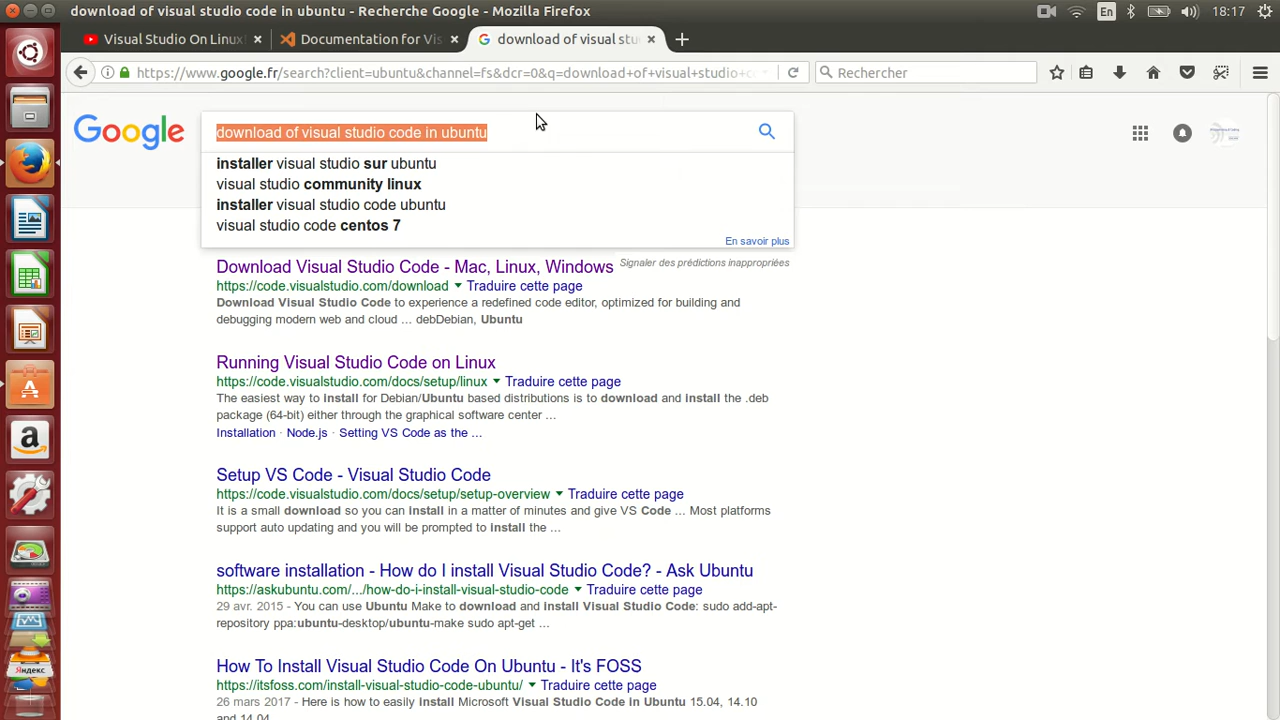 download of visual studio code in ubuntu - Recherche Google - Mozilla Firefox
En
18:17
Visual Studio On Linux!
Documentation for Vis
download of visual stu
https://www.google.fr/search?client=ubuntu&channel=fs&dcr=0&q=download+of+visual+studio+c
Rechercher
Google
download of visual studio code in ubuntu
installer visual studio sur ubuntu
visual studio community linux
installer visual studio code ubuntu
visual studio code centos 7
En savoir plus
Signaler des prédictions inappropriées
Download Visual Studio Code - Mac, Linux, Windows
https://code.visualstudio.com/download Traduire cette page
Download Visual Studio Code to experience a redefined code editor, optimized for building and
debugging modern web and cloud ... debDebian, Ubuntu
Running Visual Studio Code on Linux
https://code.visualstudio.com/docs/setup/linux Traduire cette page
The easiest way to install for Debian/Ubuntu based distributions is to download and install the .deb
package (64-bit) either through the graphical software center ...
Installation · Node.js · Setting VS Code as the ...
Setup VS Code - Visual Studio Code
https://code.visualstudio.com/docs/setup/setup-overview Traduire cette page
It is a small download so you can install in a matter of minutes and give VS Code ... Most platforms
support auto updating and you will be prompted to install the ...
software installation - How do I install Visual Studio Code? - Ask Ubuntu
https://askubuntu.com/.../how-do-i-install-visual-studio-code Traduire cette page
29 avr. 2015 - You can use Ubuntu Make to download and install Visual Studio Code: sudo add-apt-
repository ppa:ubuntu-desktop/ubuntu-make sudo apt-get ...
How To Install Visual Studio Code On Ubuntu - It's FOSS
https://itsfoss.com/install-visual-studio-code-ubuntu/ Traduire cette page
26 mars 2017 - Here is how to easily install Microsoft Visual Studio Code in Ubuntu 15.04, 14.10
and 14.04
Яндекс